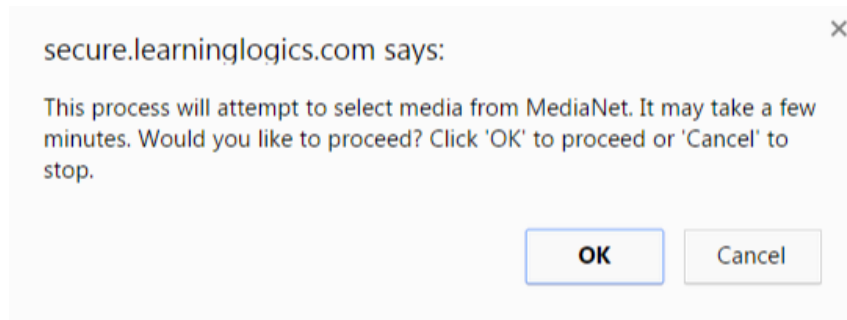 secure.learninglogics.com says:
This process will attempt to select media from MediaNet. It may take a few
minutes. Would you like to proceed? Click 'OK' to proceed or 'Cancel' to
stop.
OK
Cancel